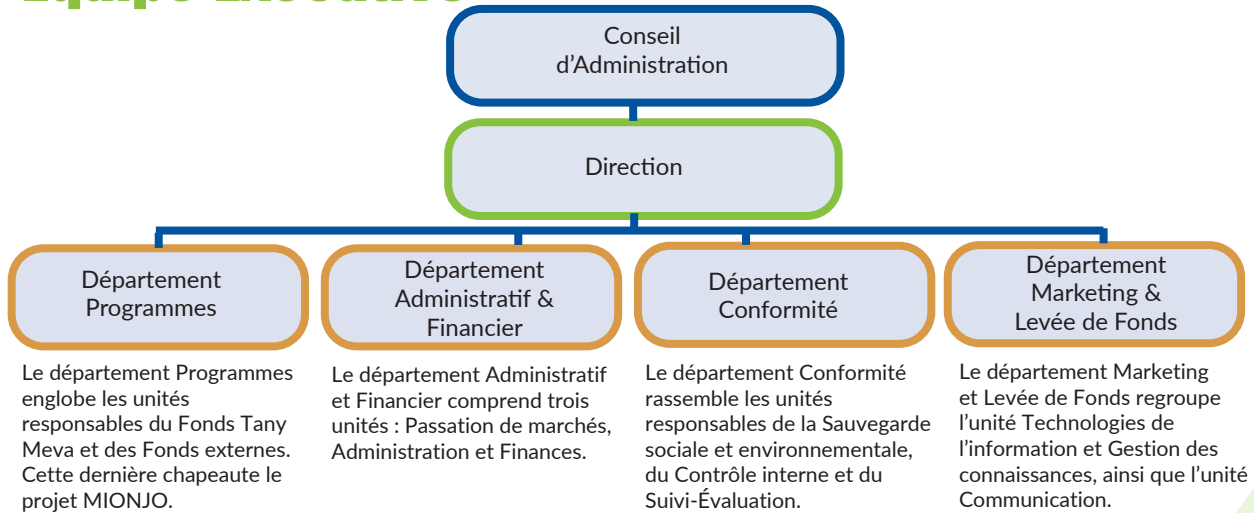 Équipe Exécutive
Conseil
d'Administration
Direction
Département
Programmes
Département
Administratif &
Financier
Département
Conformité
Département
Marketing &
Levée de Fonds
Le département Programmes
englobe les unités
responsables du Fonds Tany
Meva et des Fonds externes.
Cette dernière chapeaute le
projet MIONJO.
Le département Administratif
et Financier comprend trois
unités : Passation de marchés,
Administration et Finances.
Le département Conformité
rassemble les unités
responsables de la Sauvegarde
sociale et environnementale,
du Contrôle interne et du
Suivi-Évaluation.
Le département Marketing
et Levée de Fonds regroupe
l'unité Technologies de
l'information et Gestion des
connaissances, ainsi que l'unité
Communication.